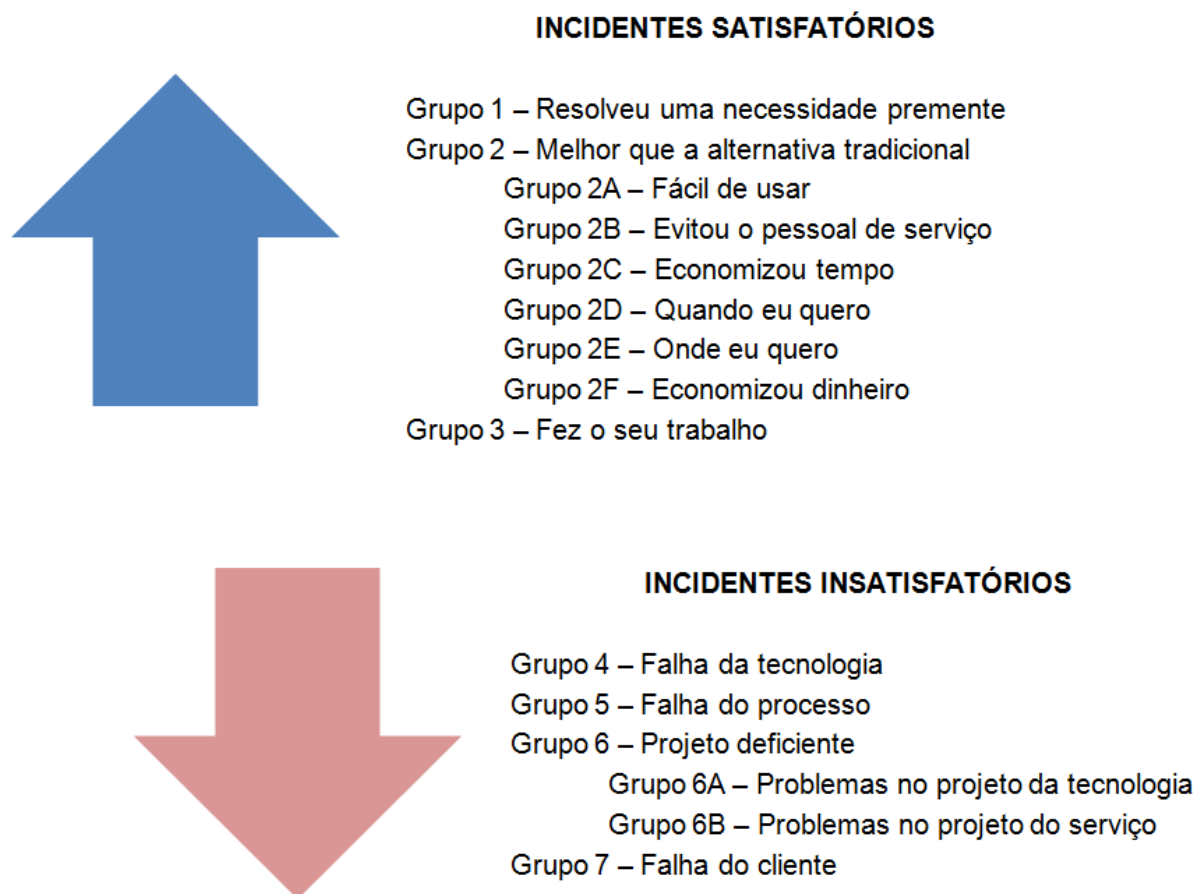 INCIDENTES SATISFATÓRIOS
Grupo 1 – Resolveu uma necessidade premente
Grupo 2 – Melhor que a alternativa tradicional
Grupo 2A – Fácil de usar
Grupo 2B – Evitou o pessoal de serviço
Grupo 2C – Economizou tempo
Grupo 2D – Quando eu quero
Grupo 2E – Onde eu quero
Grupo 2F – Economizou dinheiro
Grupo 3 – Fez o seu trabalho
INCIDENTES INSATISFATÓRIOS
Grupo 4 – Falha da tecnologia
Grupo 5 – Falha do processo
Grupo 6 – Projeto deficiente
Grupo 6A – Problemas no projeto da tecnologia
Grupo 6B – Problemas no projeto do serviço
Grupo 7 – Falha do cliente